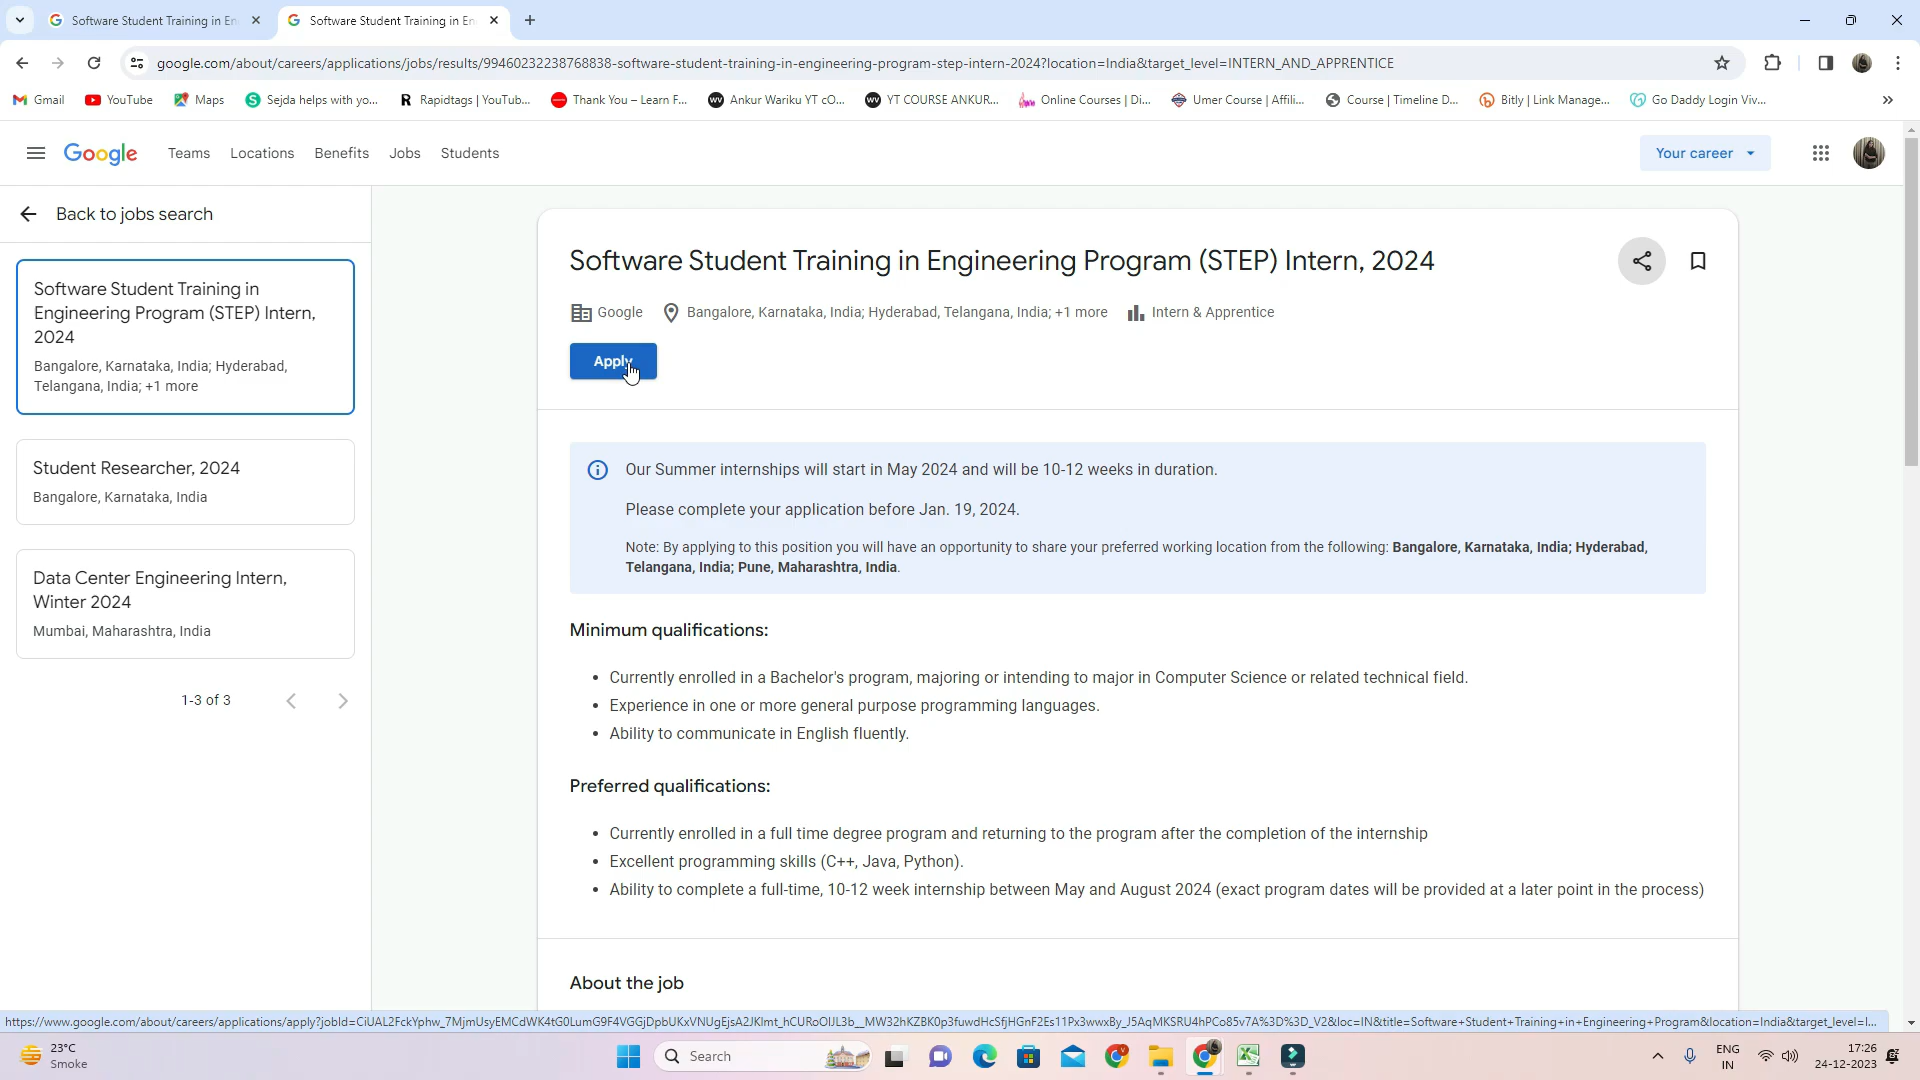 Software Student Training in En
Software Student Training in En
google.com/about/careers/applications/jobs/results/99460232238768838-software-student-training-in-engineering-program-step-intern-2024?location=India&target_level=INTERN_AND_APPRENTICE
Gmail
YouTube
Maps
Sejda helps with yo...
Rapidtags | YouTub...
Thank You – Learn F...
Ankur Wariku YT cO...
YT COURSE ANKUR...
Online Courses | Di...
Umer Course | Affili...
Course | Timeline D...
Bitly | Link Manage...
Go Daddy Login Viv...
Google
Teams
Locations
Benefits
Jobs
Students
Your career
Back to jobs search
Software Student Training in
Engineering Program (STEP) Intern,
2024
Bangalore, Karnataka, India; Hyderabad,
Telangana, India; +1 more
Student Researcher, 2024
Bangalore, Karnataka, India
Data Center Engineering Intern,
Winter 2024
Mumbai, Maharashtra, India
1-3 of 3
Software Student Training in Engineering Program (STEP) Intern, 2024
Google
Bangalore, Karnataka, India; Hyderabad, Telangana, India; +1 more
Intern & Apprentice
Apply
Our Summer internships will start in May 2024 and will be 10-12 weeks in duration.
Please complete your application before Jan. 19, 2024.
Note: By applying to this position you will have an opportunity to share your preferred working location from the following: Bangalore, Karnataka, India; Hyderabad,
Telangana, India; Pune, Maharashtra, India.
Minimum qualifications:
• Currently enrolled in a Bachelor's program, majoring or intending to major in Computer Science or related technical field.
• Experience in one or more general purpose programming languages.
• Ability to communicate in English fluently.
Preferred qualifications:
• Currently enrolled in a full time degree program and returning to the program after the completion of the internship
• Excellent programming skills (C++, Java, Python).
• Ability to complete a full-time, 10-12 week internship between May and August 2024 (exact program dates will be provided at a later point in the process)
About the job
23°C
Smoke
Search
ENG
IN
17:26
24-12-2023